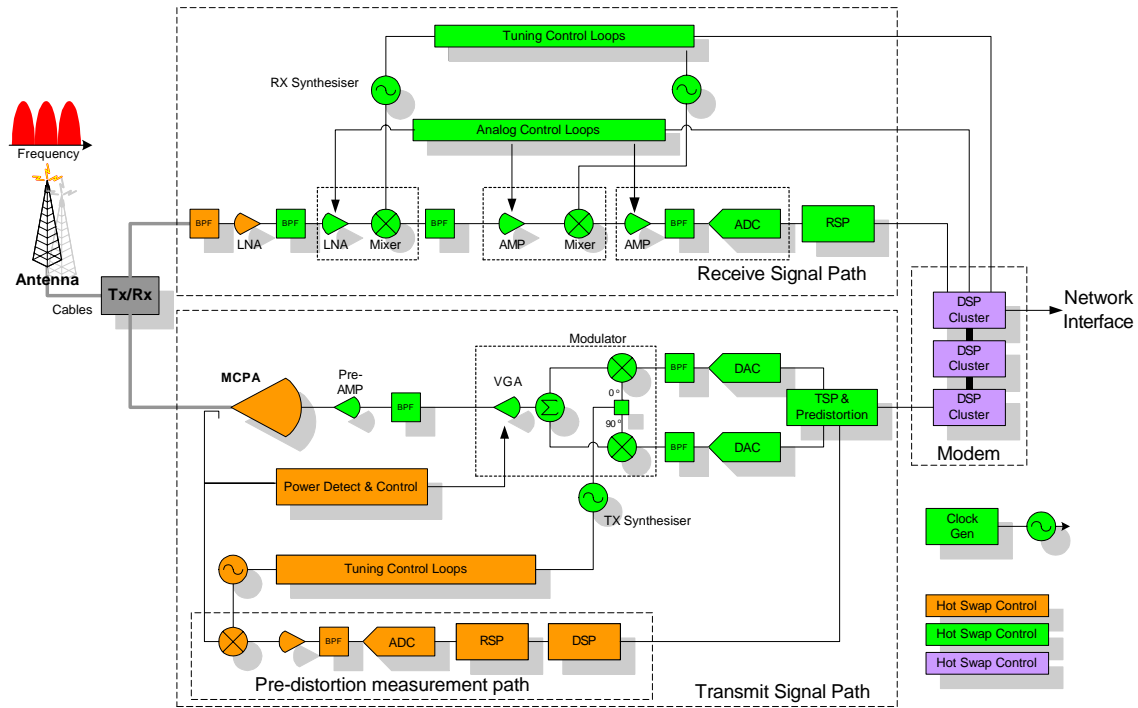 Tuning Control Loops
RX Synthesiser
Analog Control Loops
Frequency
BPF
LNA
BPF
LNA
Mixer
BPF
AMP
Mixer
AMP
BPF
ADC
RSP
Receive Signal Path
Antenna
Cables
Tx/Rx
DSP
Cluster
DSP
Cluster
DSP
Cluster
Modem
Network
Interface
MCPA
Pre-
AMP
BPF
VGA
Modulator
Σ
0º
90º
BPF
DAC
BPF
DAC
TSP &
Predistortion
Power Detect & Control
TX Synthesiser
Tuning Control Loops
BPF
ADC
RSP
DSP
Pre-distortion measurement path
Transmit Signal Path
Clock
Gen
Hot Swap Control
Hot Swap Control
Hot Swap Control